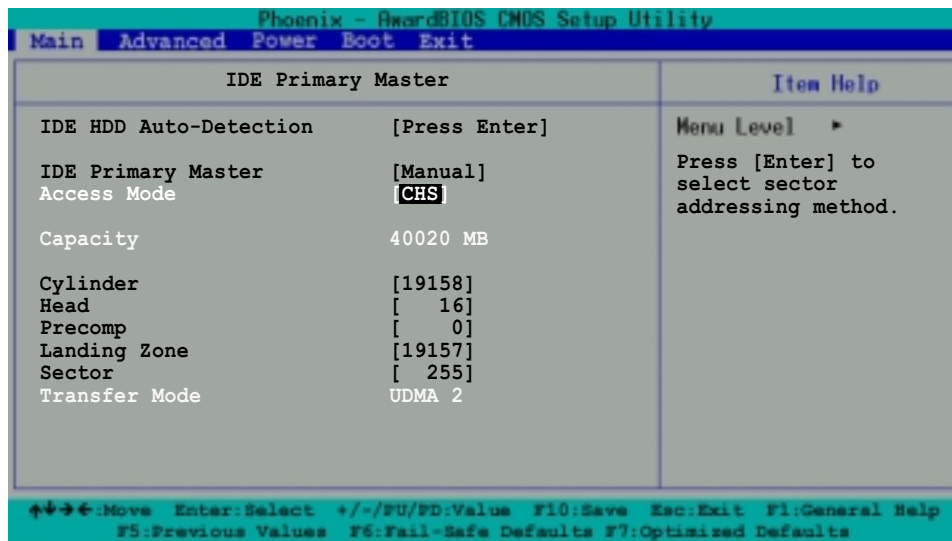 Phoenix - AwardBIOS CMOS Setup Utility
Main Advanced Power Boot Exit
IDE Primary Master
Item Help
IDE HDD Auto-Detection [Press Enter]
IDE Primary Master [Manual]
Access Mode [CHS]
Capacity 40020 MB
Cylinder [19158]
Head [ 16]
Precomp [ 0]
Landing Zone [19157]
Sector [ 255]
Transfer Mode UDMA 2
Menu Level ►
Press [Enter] to
select sector
addressing method.
↑↓→←:Move Enter:Select +/-/PU/PD:Value F10:Save Esc:Exit F1:General Help
F5:Previous Values F6:Fail-Safe Defaults F7:Optimized Defaults